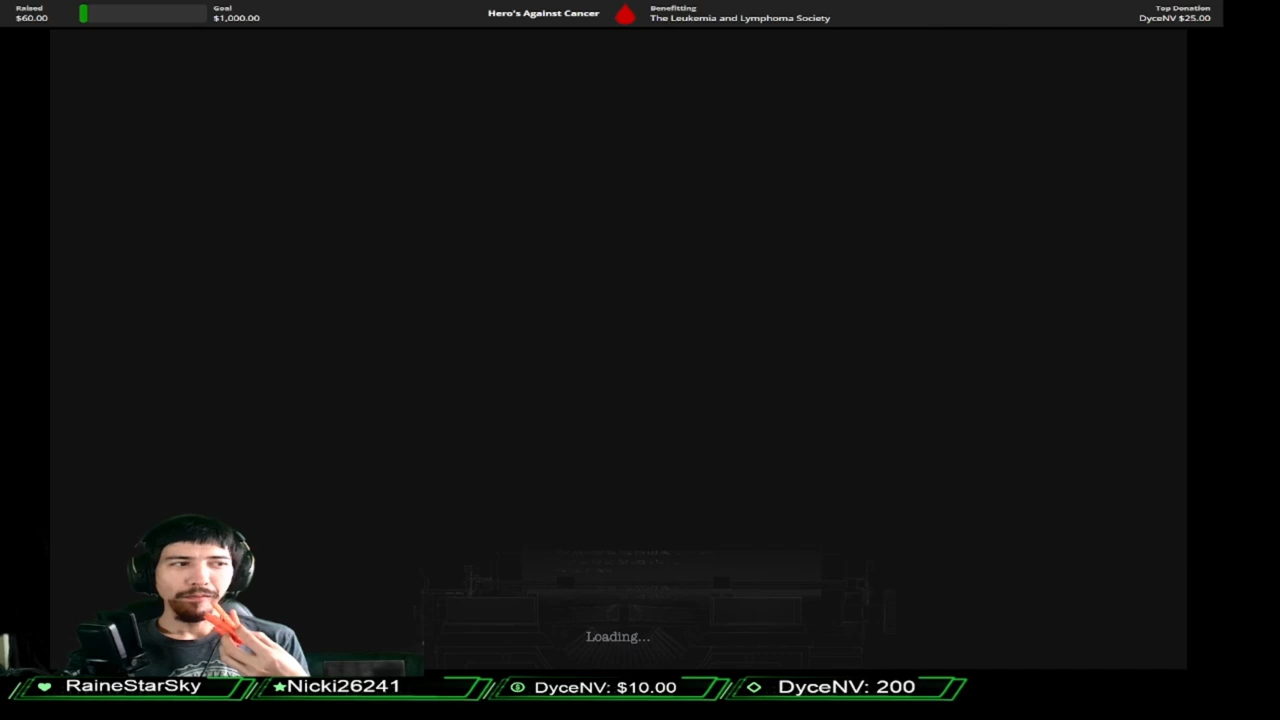 Raised
$60.00
Goal
$1,000.00
Hero's Against Cancer
Benefitting
The Leukemia and Lymphoma Society
Top Donation
DyceNV $25.00
Loading...
RaineStarSky
Nicki26241
DyceNV: $10.00
DyceNV: 200